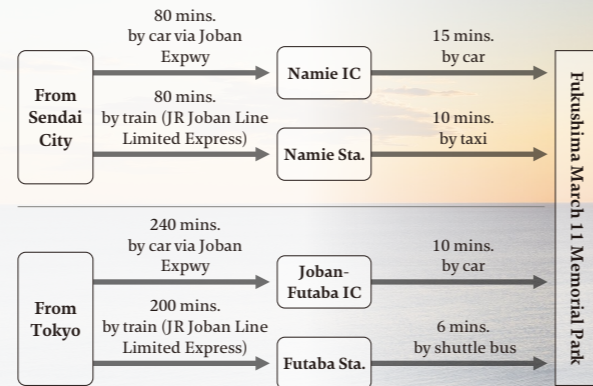 From
Sendai
City
80 mins.
by car via Joban
Expwy
Namie IC
15 mins.
by car
80 mins.
by train (JR Joban Line
Limited Express)
Namie Sta.
10 mins.
by taxi
From
Tokyo
240 mins.
by car via Joban
Expwy
Joban-
Futaba IC
10 mins.
by car
200 mins.
by train (JR Joban Line
Limited Express)
Futaba Sta.
6 mins.
by shuttle bus
Fukushima March 11 Memorial Park